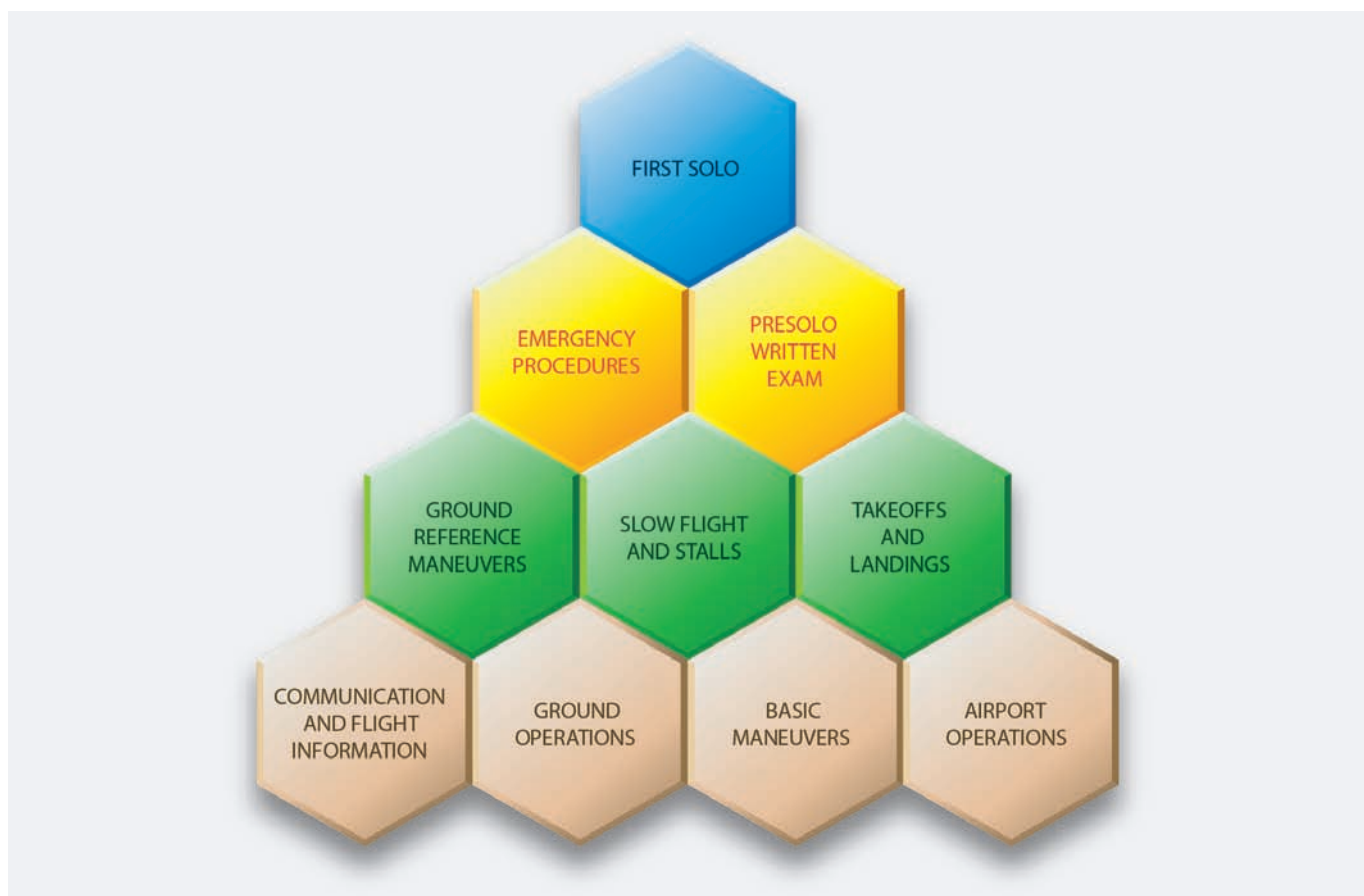 FIRST SOLO
EMERGENCY
PROCEDURES
PRESOLO
WRITTEN
EXAM
GROUND
REFERENCE
MANEUVERS
SLOW FLIGHT
AND STALLS
TAKEOFFS
AND
LANDINGS
COMMUNICATION
AND FLIGHT
INFORMATION
GROUND
OPERATIONS
BASIC
MANEUVERS
AIRPORT
OPERATIONS